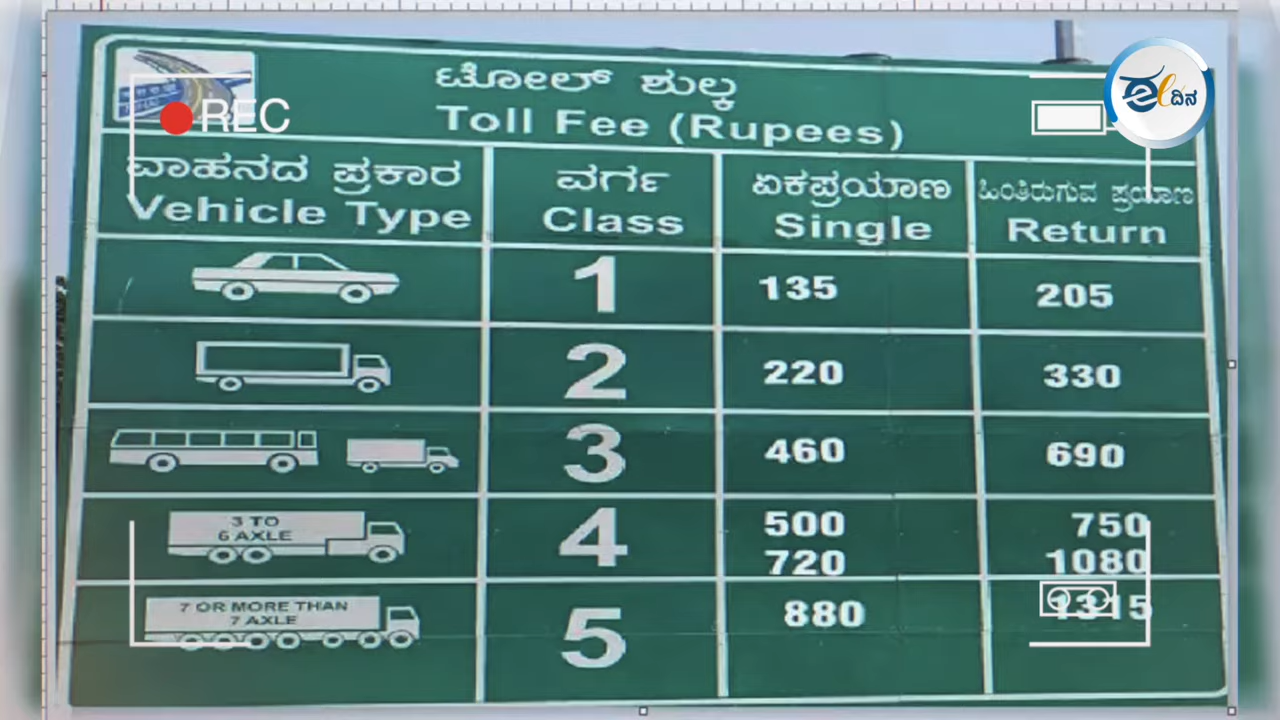 ಟೋಲ್ ಶುಲ್ಕ
Toll Fee (Rupees)
REC
ಈದಿನ
ವಾಹನದ ಪ್ರಕಾರ
Vehicle Type
ವರ್ಗ
Class
ಏಕಪ್ರಯಾಣ
Single
ಹಿಂತಿರುಗುವ ಪ್ರಯಾಣ
Return
1 135 205
2 220 330
3 460 690
3 TO
6 AXLE
4
500 750
720 1080
7 OR MORE THAN
7 AXLE
5 880 1315